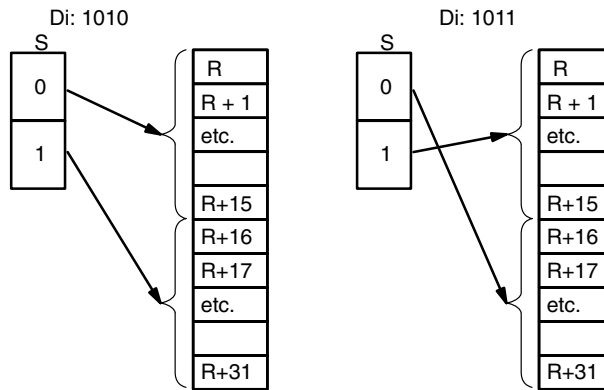 Di: 1010
S
0
1
R
R + 1
etc.
R+15
R+16
R+17
etc.
R+31
Di: 1011
S
0
1
R
R + 1
etc.
R+15
R+16
R+17
etc.
R+31